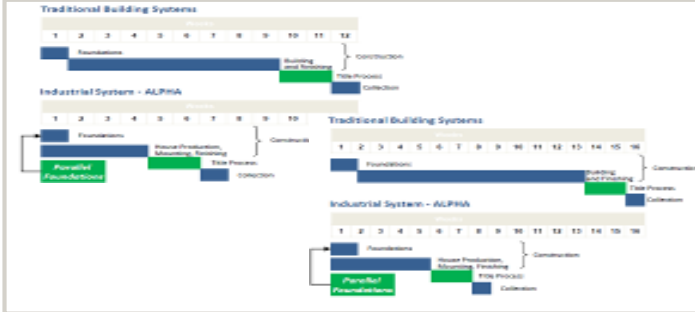 Traditional Building Systems
1 2 3 4 5 6 7 8 9 10 11 12
Foundations
Building
and Finishing
Construction
Title Process
Collection
Industrial System - ALPHA
1 2 3 4 5 6 7 8 9 10
Foundations
House Production,
Mounting, Finishing
Constructi
Parallel
Foundations
Title Process
Collection
Traditional Building Systems
1 2 3 4 5 6 7 8 9 10 11 12 13 14 15 16
Foundations
Building
and Finishing
Construction
Title Process
Collection
Industrial System - ALPHA
1 2 3 4 5 6 7 8 9 10 11 12 13 14 15 16
Foundations
House Production,
Mounting, Finishing
Construction
Parallel
Foundations
Title Process
Collection